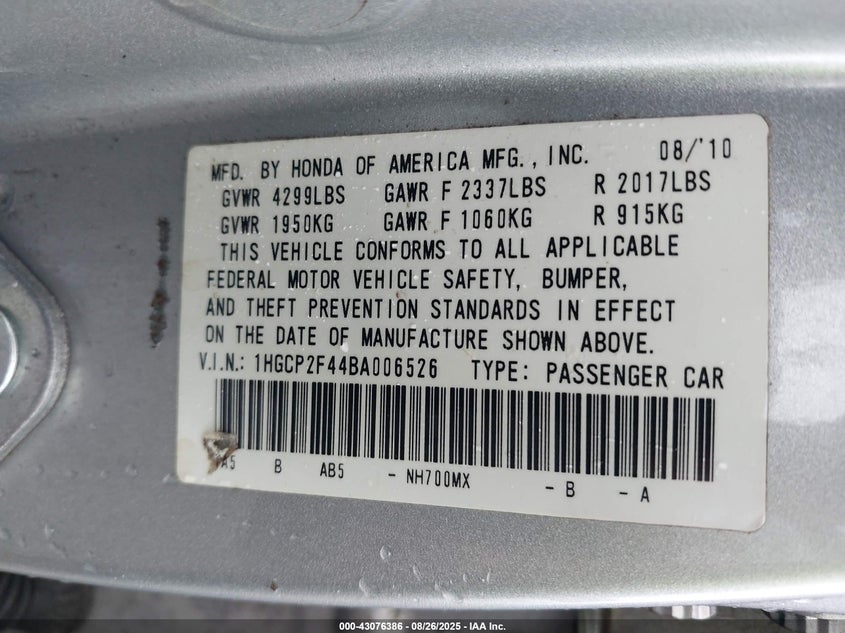 MFD. BY HONDA OF AMERICA MFG., INC. 08/'10
GVWR 4299LBS GAWR F 2337LBS R 2017LBS
GVWR 1950KG GAWR F 1060KG R 915KG
THIS VEHICLE CONFORMS TO ALL APPLICABLE
FEDERAL MOTOR VEHICLE SAFETY, BUMPER,
AND THEFT PREVENTION STANDARDS IN EFFECT
ON THE DATE OF MANUFACTURE SHOWN ABOVE.
V.I.N.: 1HGCP2F44BA006526 TYPE: PASSENGER CAR
B AB5 - NH700MX - B - A
000-43076386 - 08/26/2025 - IAA Inc.